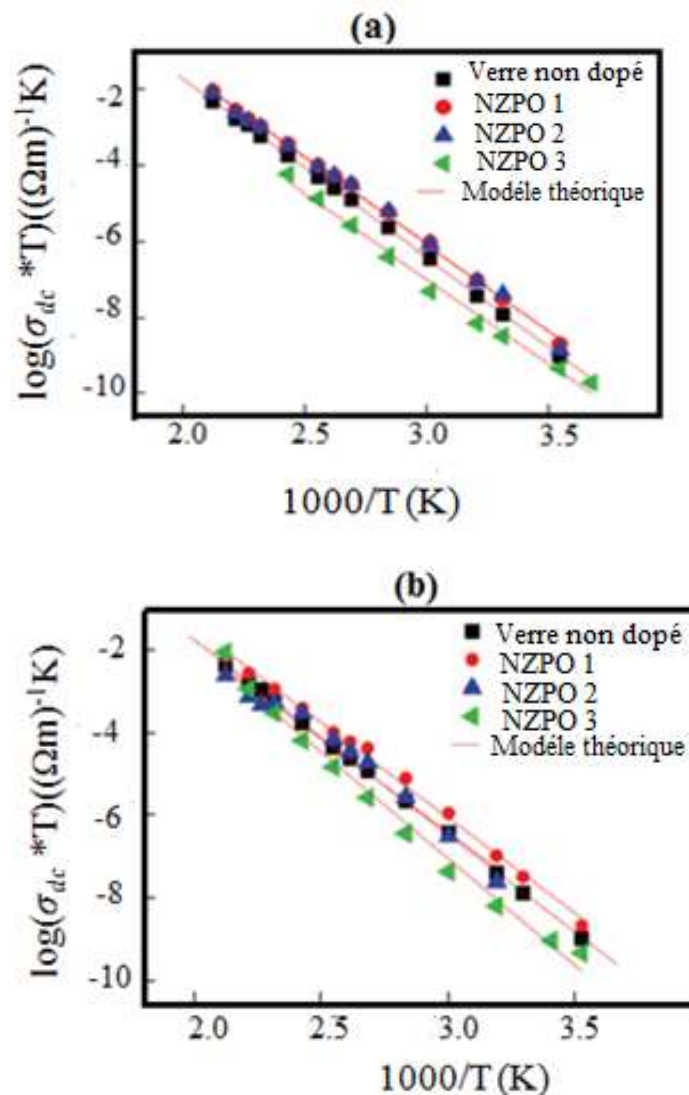 (a)
Verre non dopé
NZPO 1
NZPO 2
NZPO 3
Modéle théorique
-2
-4
-6
-8
-10
log(σdc *T)((Ωm)-1K)
2.0 2.5 3.0 3.5
1000/T (K)
(b)
Verre non dopé
NZPO 1
NZPO 2
NZPO 3
Modéle théorique
-2
-4
-6
-8
-10
log(σdc *T)((Ωm)-1K)
2.0 2.5 3.0 3.5
1000/T (K)